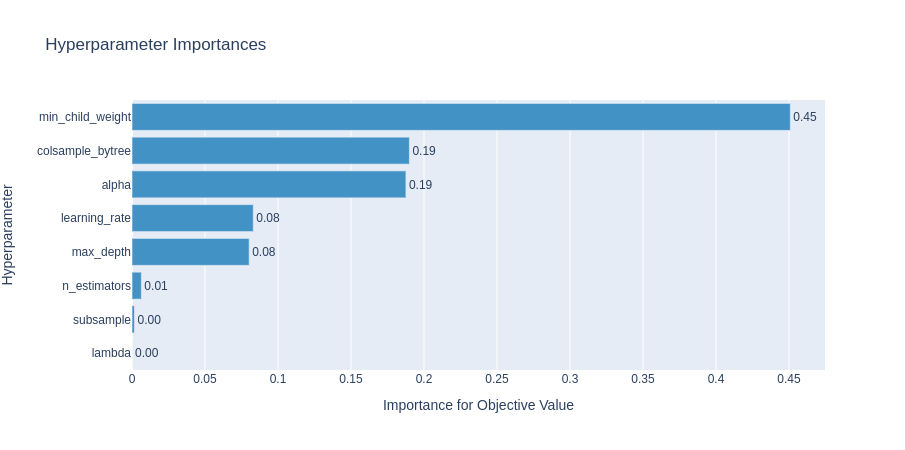 Hyperparameter Importances
Hyperparameter
min_child_weight 0.45
colsample_bytree 0.19
alpha 0.19
learning_rate 0.08
max_depth 0.08
n_estimators 0.01
subsample 0.00
lambda 0.00
0 0.05 0.1 0.15 0.2 0.25 0.3 0.35 0.4 0.45
Importance for Objective Value